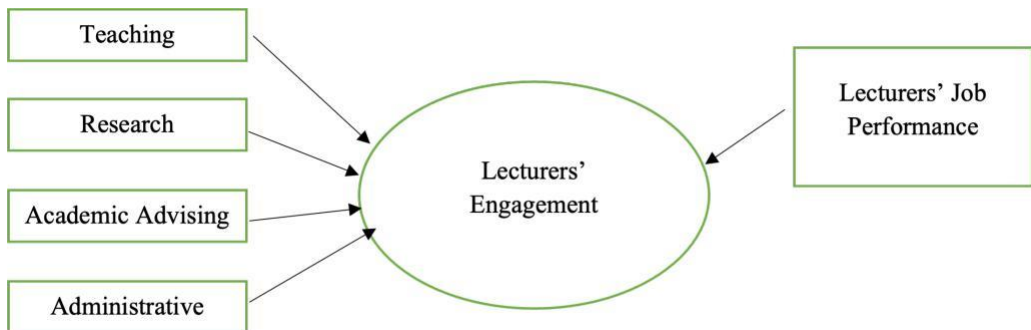 Teaching
Research
Academic Advising
Administrative
Lecturers’
Engagement
Lecturers’ Job
Performance